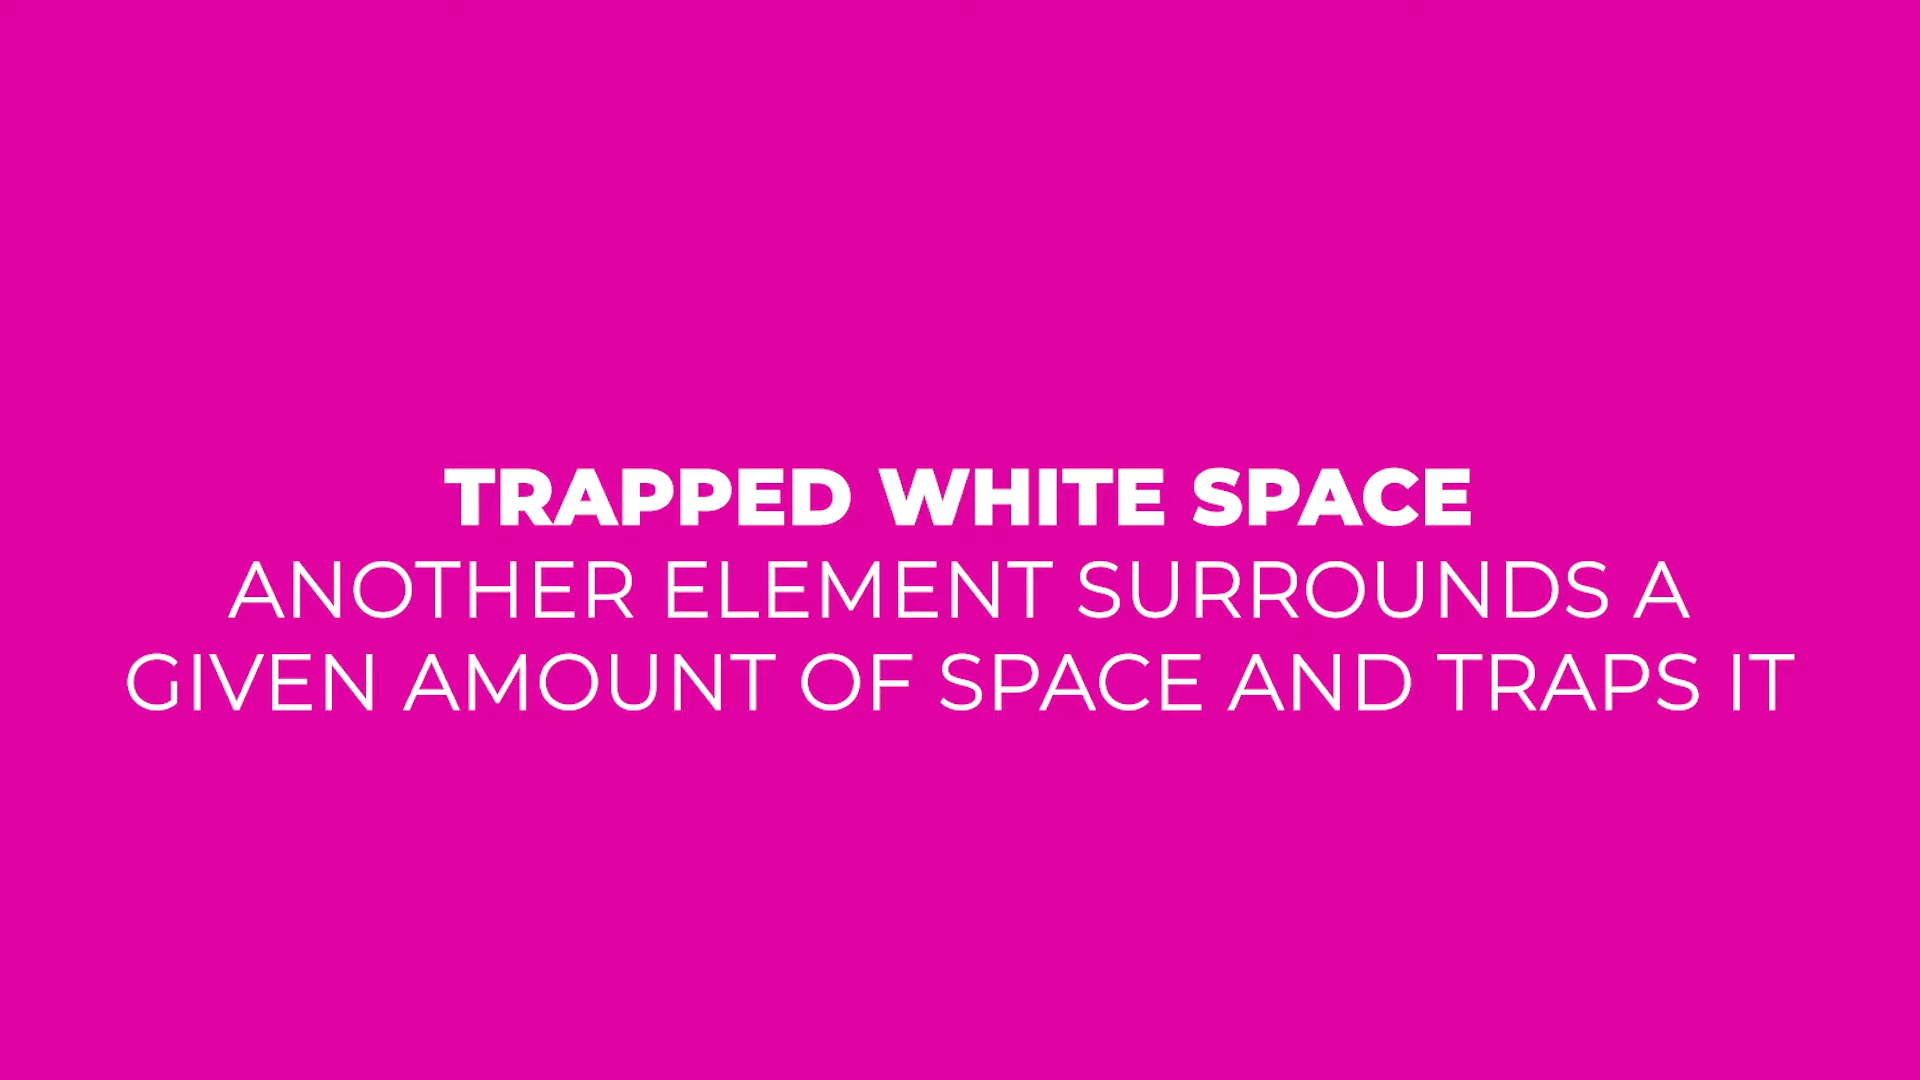 TRAPPED WHITE SPACE
ANOTHER ELEMENT SURROUNDS A
GIVEN AMOUNT OF SPACE AND TRAPS IT